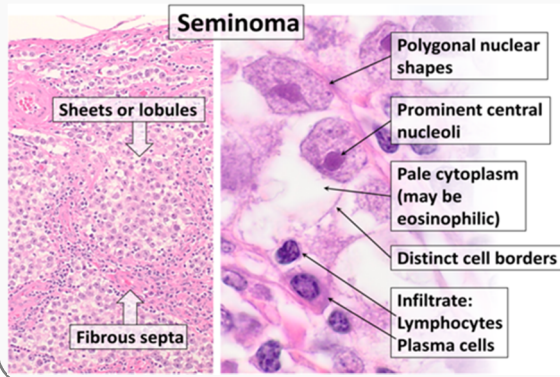 Seminoma
Sheets or lobules
Fibrous septa
Polygonal nuclear
shapes
Prominent central
nucleoli
Pale cytoplasm
(may be
eosinophilic)
Distinct cell borders
Infiltrate:
Lymphocytes
Plasma cells